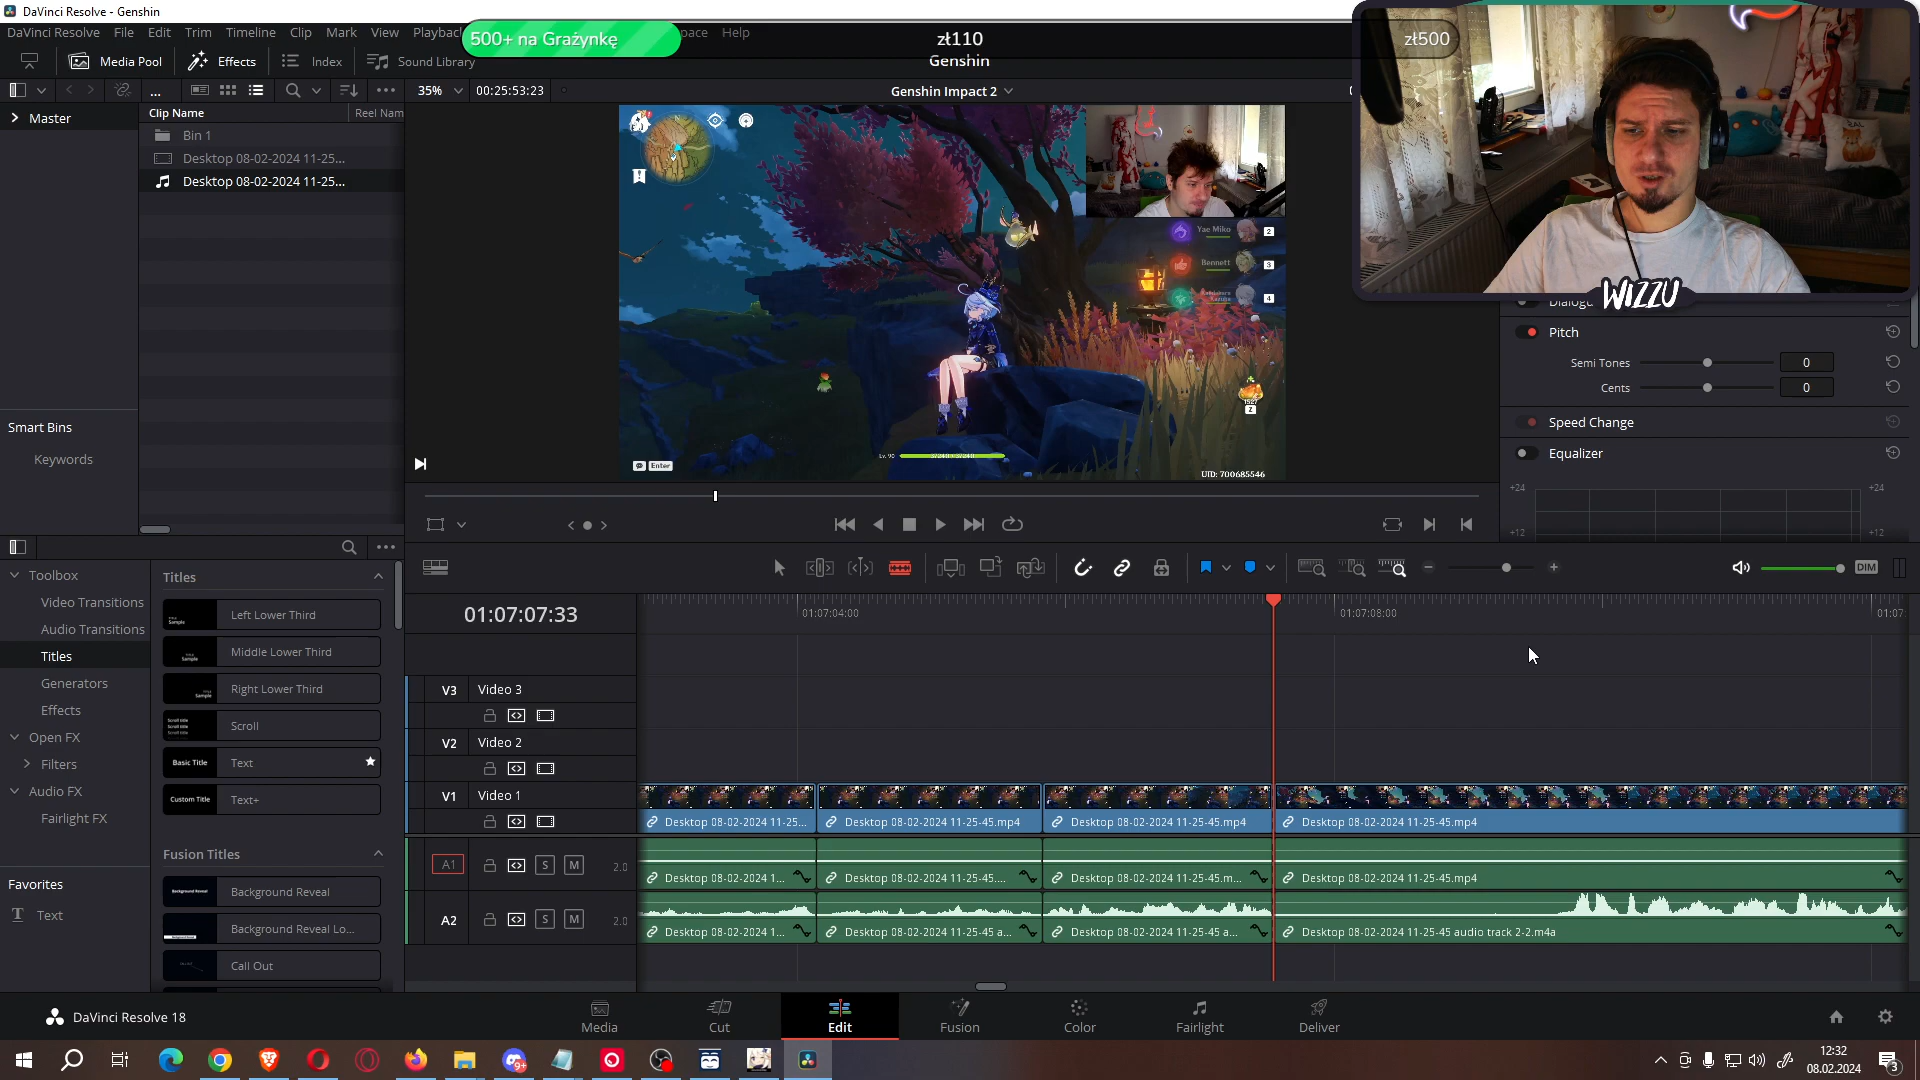 DaVinci Resolve - Genshin
DaVinci Resolve File Edit Trim Timeline Clip Mark View Playback Help
500+ na Grażynkę
zł110
zł500
Genshin
Media Pool
Effects
Index
Sound Library
35%
00:25:53:23
Genshin Impact 2
Master
Clip Name
Reel Nam
Bin 1
Desktop 08-02-2024 11-25...
Desktop 08-02-2024 11-25...
Smart Bins
Keywords
N
Yae Miko 2
Bennett 3
4
Z
Enter
Lv. 90
UID: 700685546
WIZZU
Pitch
Semi Tones 0
Cents 0
Speed Change
Equalizer
+24 +24
+12 +12
DIM
Toolbox
Video Transitions
Audio Transitions
Titles
Generators
Effects
Open FX
Filters
Audio FX
Fairlight FX
Favorites
Text
Titles
Left Lower Third
Middle Lower Third
Right Lower Third
Scroll
Basic Title Text
Custom Title Text+
Fusion Titles
Background Reveal Background Reveal
Background Reveal Lo...
Call Out
01:07:07:33
01:07:04:00
01:07:08:00
01:07
V3 Video 3
V2 Video 2
V1 Video 1
Desktop 08-02-2024 11-25... Desktop 08-02-2024 11-25-45.mp4 Desktop 08-02-2024 11-25-45.mp4 Desktop 08-02-2024 11-25-45.mp4
A1 S M 2.0
Desktop 08-02-2024 1... Desktop 08-02-2024 11-25-45.... Desktop 08-02-2024 11-25-45.m... Desktop 08-02-2024 11-25-45.mp4
A2 S M 2.0
Desktop 08-02-2024 1... Desktop 08-02-2024 11-25-45 a... Desktop 08-02-2024 11-25-45 a... Desktop 08-02-2024 11-25-45 audio track 2-2.m4a
DaVinci Resolve 18
Media
Cut
Edit
Fusion
Color
Fairlight
Deliver
9+
12:32
08.02.2024
3